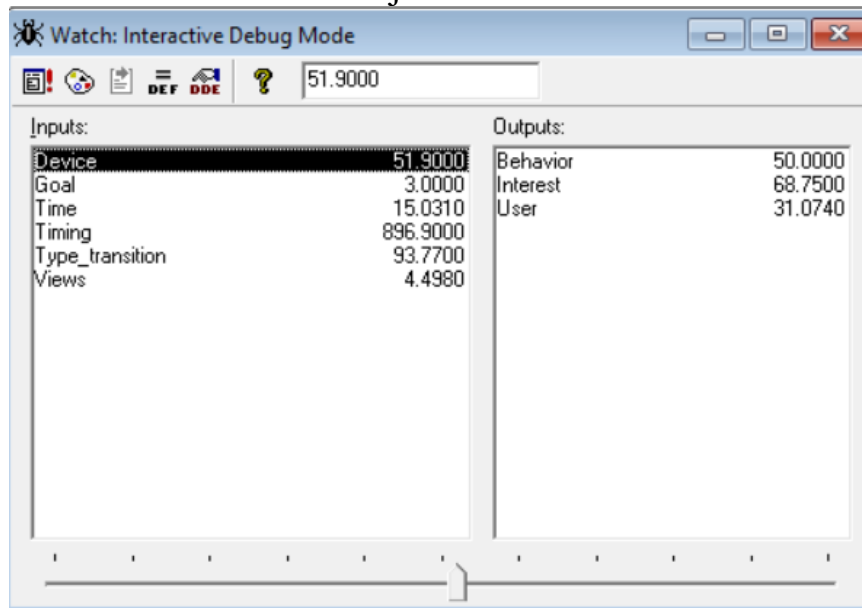 Watch: Interactive Debug Mode
DEF DDE 51.9000
Inputs:
Device 51.9000
Goal 3.0000
Time 15.0310
Timing 896.9000
Type_transition 93.7700
Views 4.4980
Outputs:
Behavior 50.0000
Interest 68.7500
User 31.0740